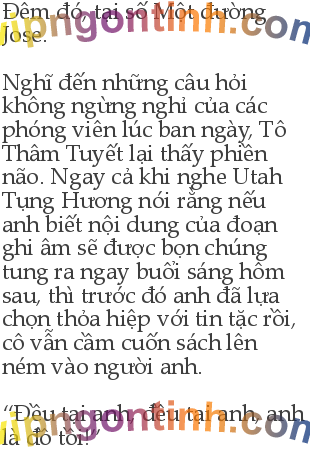 Đêm đó, tại số Một đường
Jose.
Nghĩ đến những câu hỏi
không ngừng nghỉ của các
phóng viên lúc ban ngày, Tô
Thâm Tuyết lại thấy phiền
não. Ngay cả khi nghe Utah
Tụng Hương nói rằng nếu
anh biết nội dung của đoạn
ghi âm sẽ được bọn chúng
tung ra ngay buổi sáng hôm
sau, thì trước đó anh đã lựa
chọn thỏa hiệp với tin tặc rồi,
cô vẫn cầm cuốn sách lên
ném vào người anh.
“Đều tại anh, đều tại anh, anh
là đồ tồi!”
vipngontinh.com
vipngontinh.com